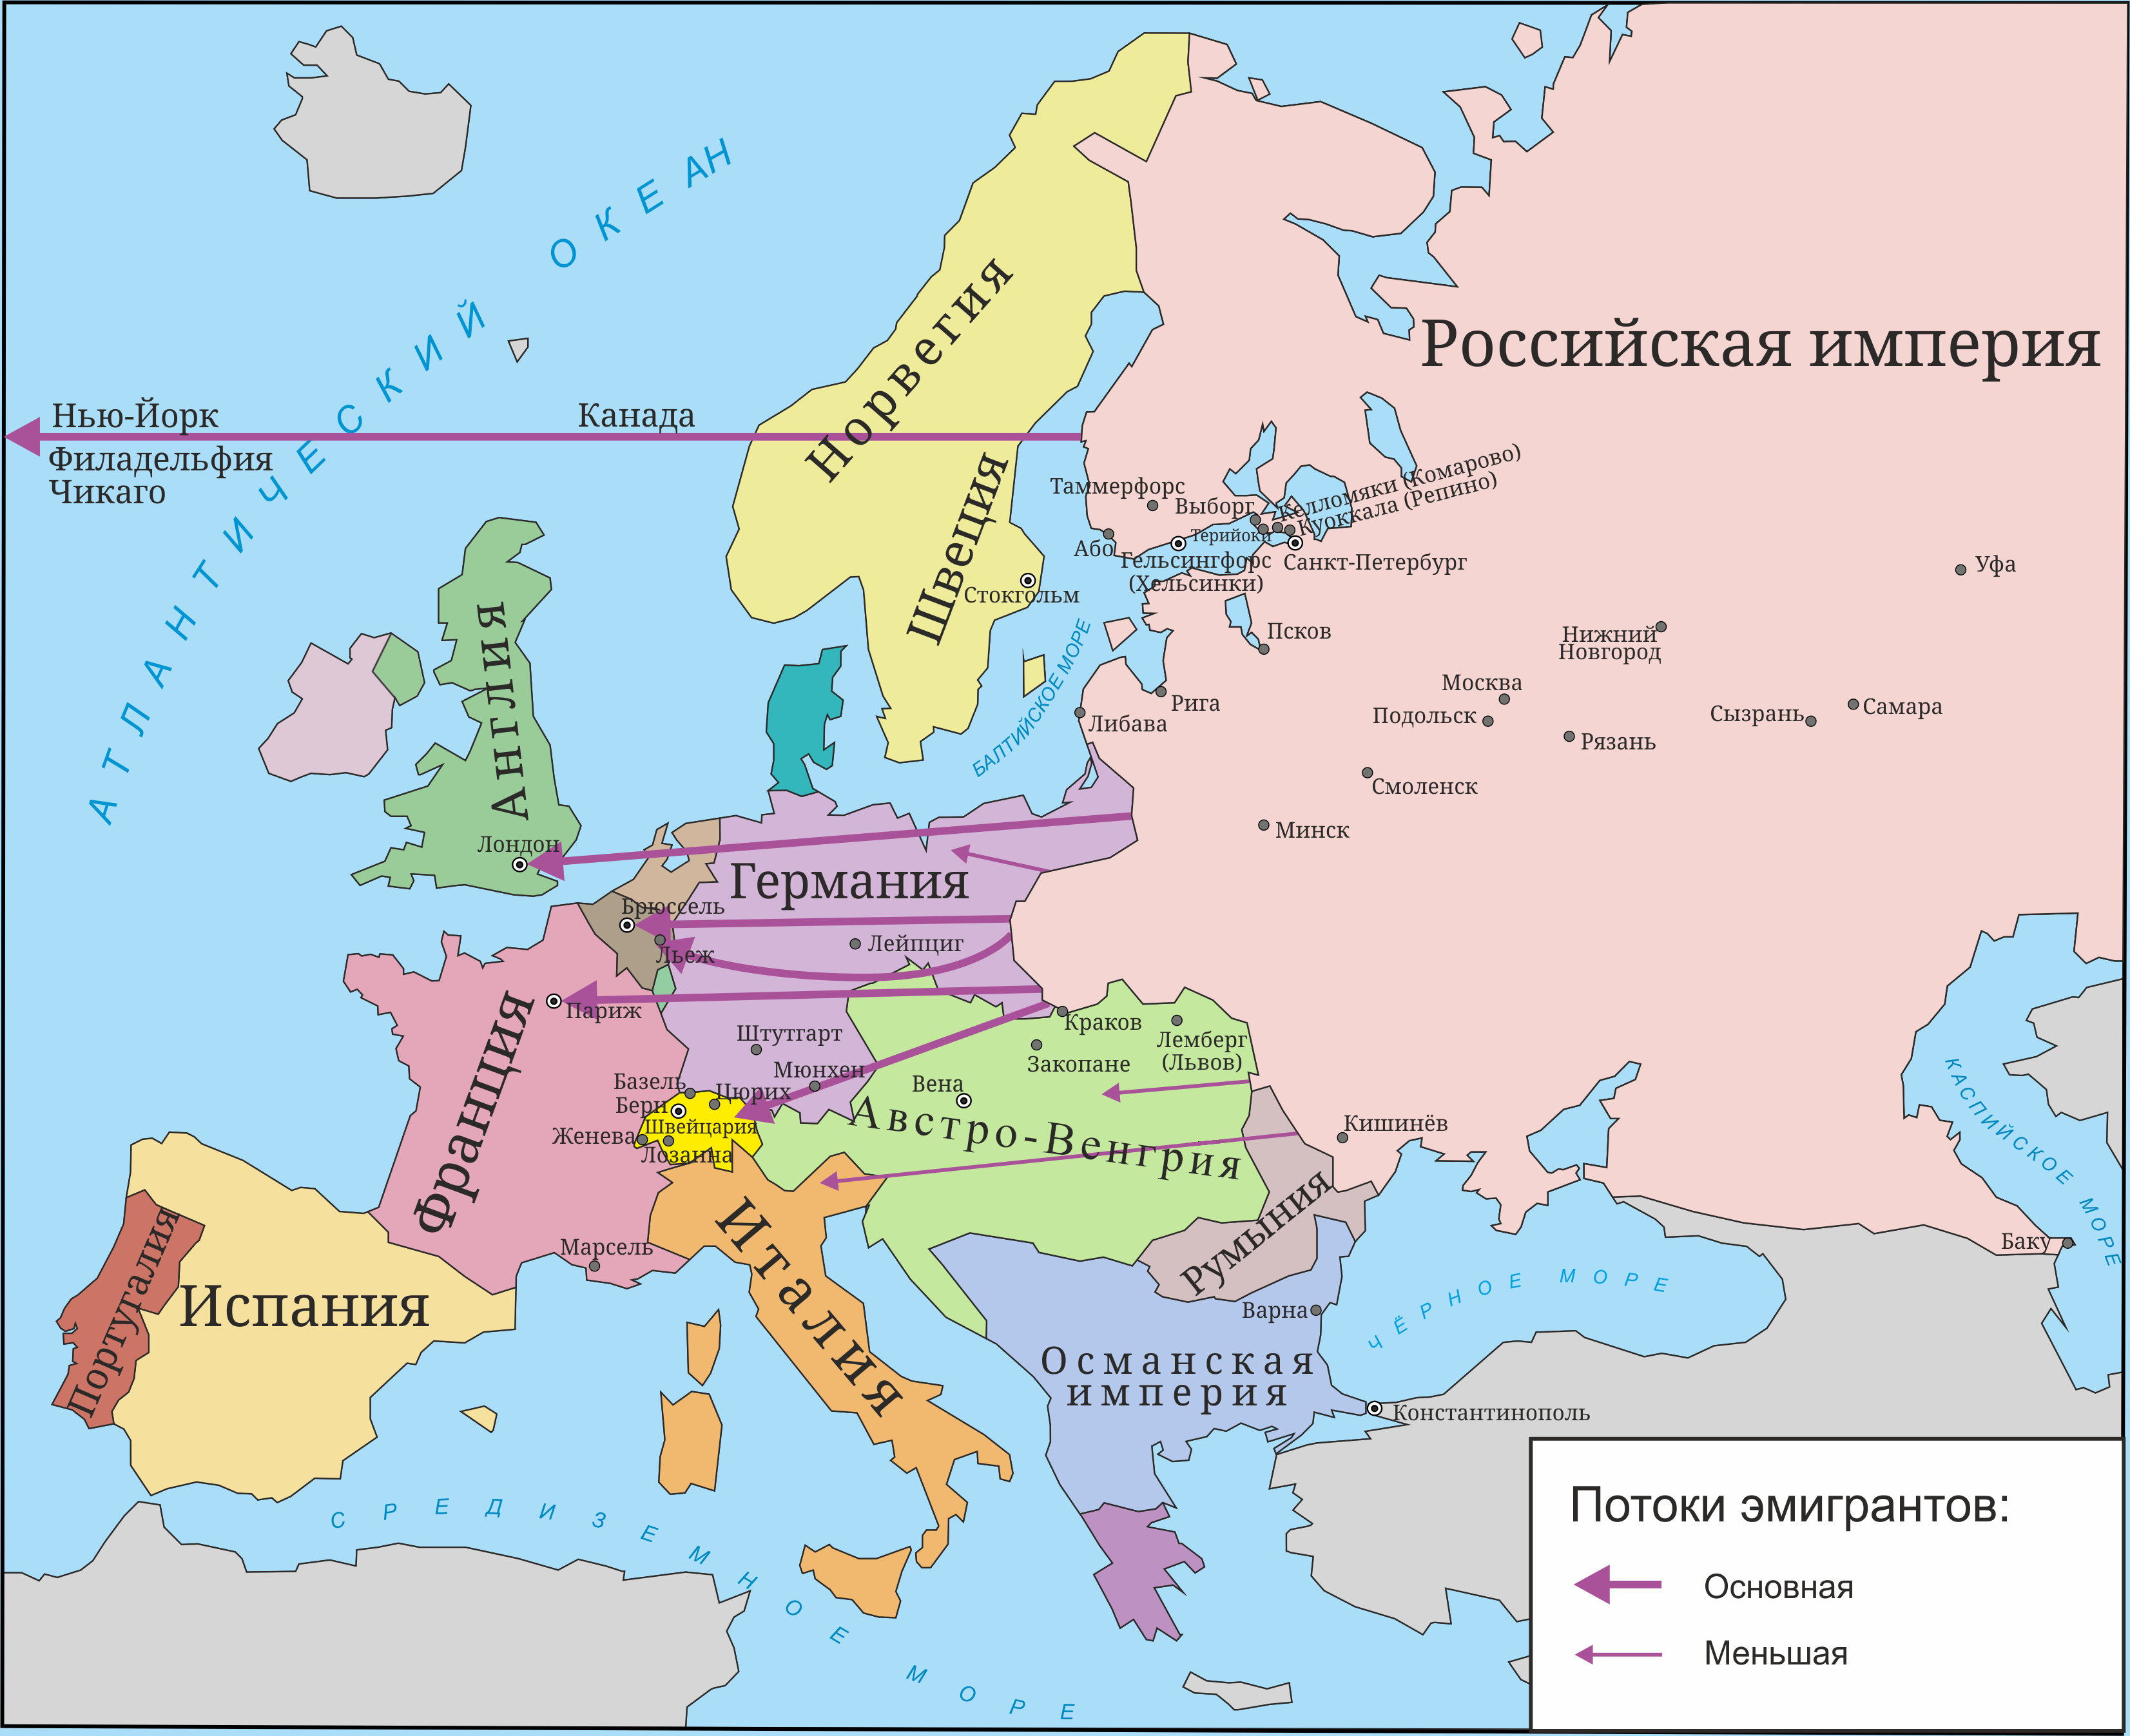 АТЛАНТИЧЕСКИЙ ОКЕАН
Российская империя
Норвегия
Швеция
Нью-Йорк
Канада
Филадельфия
Чикаго
Таммерфорс
Выборг
Келломяки (Комарово)
Куоккала (Репино)
Терийоки
Або
Гельсингфорс
(Хельсинки)
Санкт-Петербург
Стокгольм
Уфа
Псков
Нижний
Новгород
БАЛТИЙСКОЕ МОРЕ
Рига
Либава
Москва
Подольск
Рязань
Сызрань
Самара
Смоленск
Минск
Англия
Лондон
Германия
Брюссель
Льеж
Лейпциг
Париж
Франция
Штутгарт
Мюнхен
Базель
Цюрих
Берн
Швейцария
Женева
Лозанна
Краков
Закопане
Лемберг
(Львов)
Вена
Австро-Венгрия
Кишинёв
Румыния
КАСПИЙСКОЕ МОРЕ
Баку
Марсель
Италия
Португалия
Испания
Варна
ЧЁРНОЕ МОРЕ
Османская
империя
Константинополь
СРЕДИЗЕМНОЕ МОРЕ
Потоки эмигрантов:
Основная
Меньшая